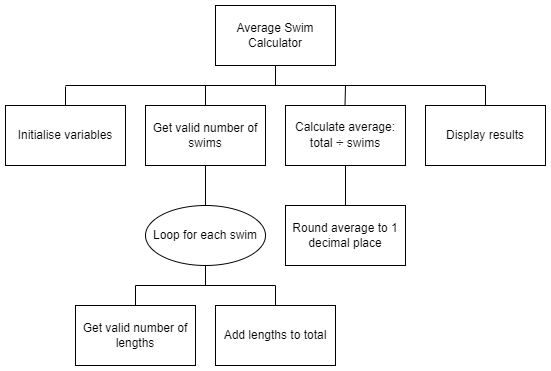 Average Swim
Calculator
Initialise variables
Get valid number of
swims
Calculate average:
total ÷ swims
Display results
Loop for each swim
Round average to 1
decimal place
Get valid number of
lengths
Add lengths to total